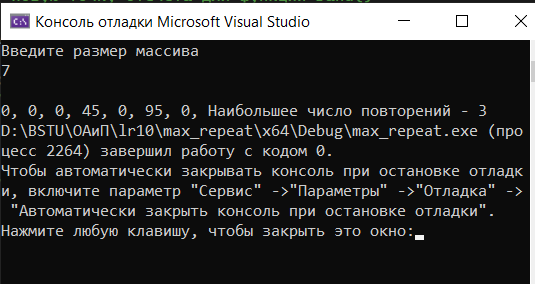 Консоль отладки Microsoft Visual Studio
Введите размер массива
7
0, 0, 0, 45, 0, 95, 0, Наибольшее число повторений - 3
D:\BSTU\ОАиП\lr10\max_repeat\x64\Debug\max_repeat.exe (про
цесс 2264) завершил работу с кодом 0.
Чтобы автоматически закрывать консоль при остановке отладк
и, включите параметр "Сервис" ->"Параметры" ->"Отладка" ->
"Автоматически закрыть консоль при остановке отладки".
Нажмите любую клавишу, чтобы закрыть это окно: